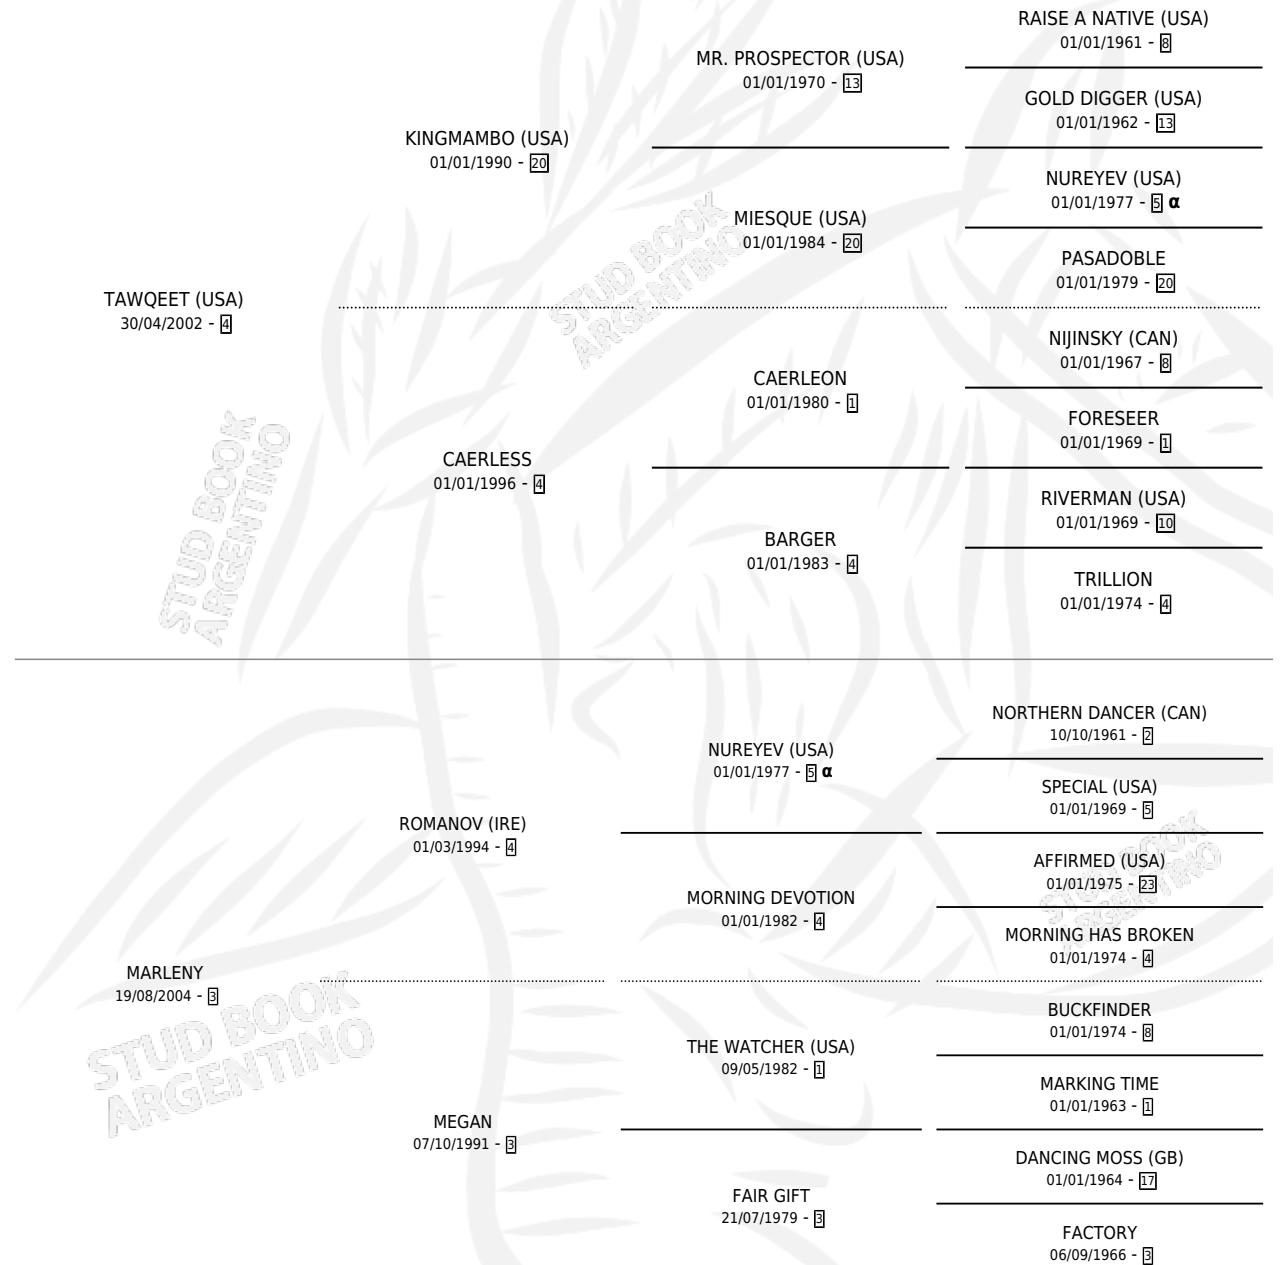 RAISE A NATIVE (USA)
01/01/1961 - 8
MR. PROSPECTOR (USA)
01/01/1970 - 13
GOLD DIGGER (USA)
01/01/1962 - 13
KINGMAMBO (USA)
01/01/1990 - 20
NUREYEV (USA)
01/01/1977 - 5 α
MIESQUE (USA)
01/01/1984 - 20
PASADOBLE
01/01/1979 - 20
STUD BOOK
ARGENTINO
TAWQEET (USA)
30/04/2002 - 4
NIJINSKY (CAN)
01/01/1967 - 8
CAERLEON
01/01/1980 - 1
FORESEER
01/01/1969 - 1
CAERLESS
01/01/1996 - 4
RIVERMAN (USA)
01/01/1969 - 10
BARGER
01/01/1983 - 4
TRILLION
01/01/1974 - 4
STUD BOOK
ARGENTINO
NORTHERN DANCER (CAN)
10/10/1961 - 2
NUREYEV (USA)
01/01/1977 - 5 α
SPECIAL (USA)
01/01/1969 - 5
ROMANOV (IRE)
01/03/1994 - 4
AFFIRMED (USA)
01/01/1975 - 23
MORNING DEVOTION
01/01/1982 - 4
MORNING HAS BROKEN
01/01/1974 - 4
STUD BOOK
ARGENTINO
MARLENY
19/08/2004 - 3
BUCKFINDER
01/01/1974 - 8
THE WATCHER (USA)
09/05/1982 - 1
MARKING TIME
01/01/1963 - 1
STUD BOOK
ARGENTINO
MEGAN
07/10/1991 - 3
DANCING MOSS (GB)
01/01/1964 - 17
FAIR GIFT
21/07/1979 - 3
FACTORY
06/09/1966 - 3